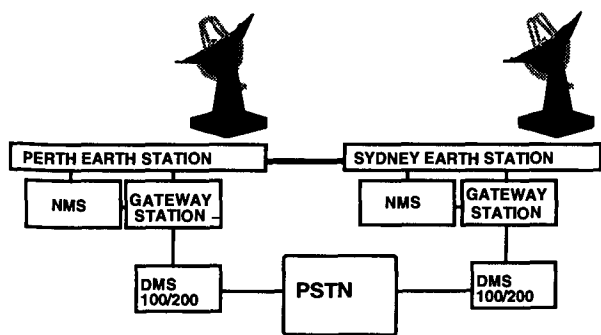 PERTH EARTH STATION
SYDNEY EARTH STATION
NMS
GATEWAY
STATION
NMS
GATEWAY
STATION
DMS
100/200
PSTN
DMS
100/200